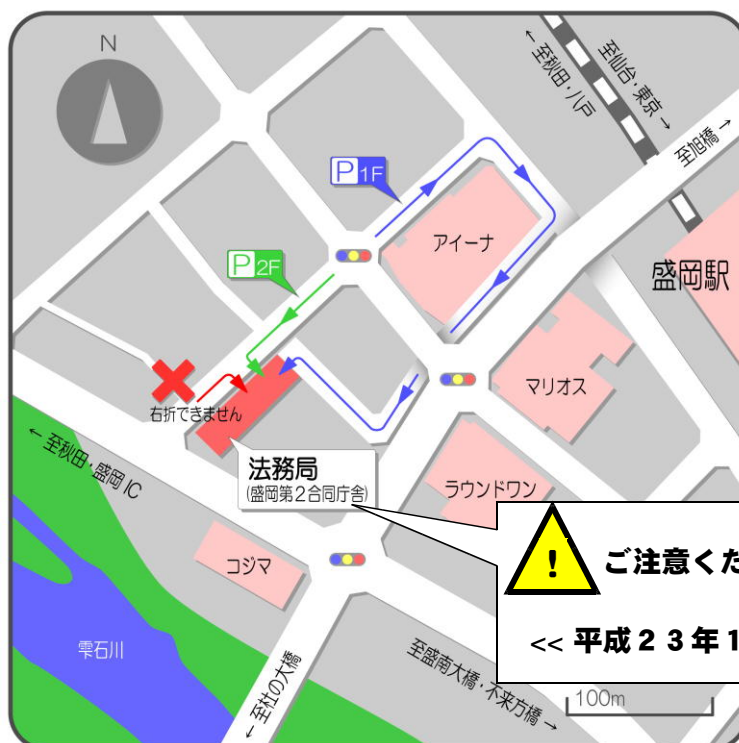 N
← 至秋田・八戸
至仙台・東京 →
至旭橋 →
P 1F
アイーナ
P 2F
盛岡駅
マリオス
右折できません
← 至秋田・盛岡IC
法務局
(盛岡第2合同庁舎)
ラウンドワン
コジマ
! ご注意くだ
<< 平成23年1
雫石川
← 至杜の大橋
至盛南大橋・不来方橋 →
100m